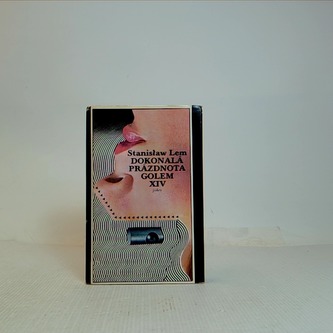 Stanisław Lem
DOKONALÁ
PRÁZDNOTA
GOLEM
XIV